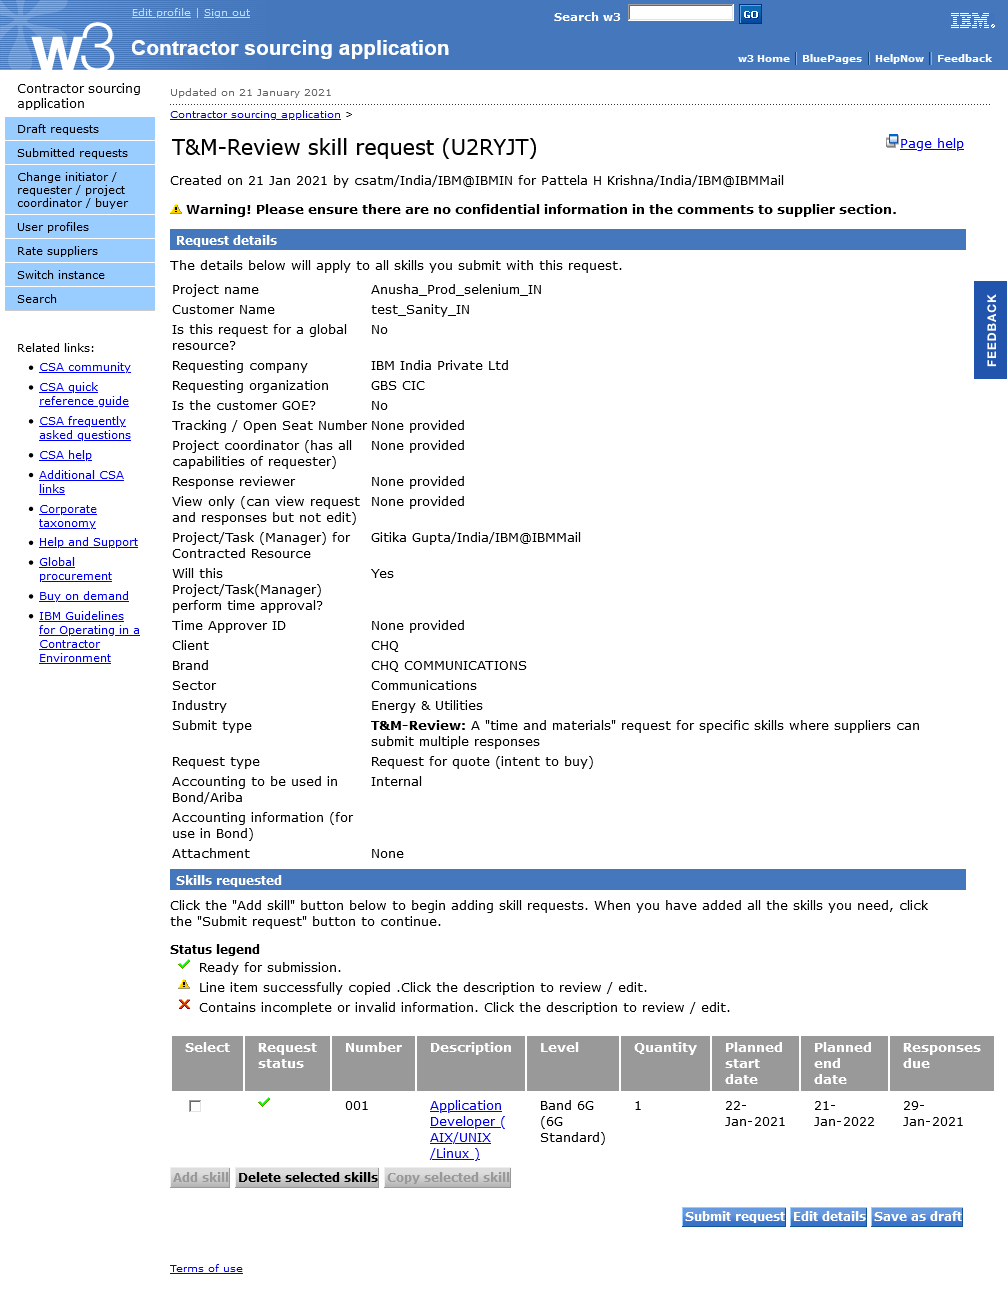 Edit profile | Sign out
Search w3
GO
IBM.
w3
Contractor sourcing application
w3 Home | BluePages | HelpNow | Feedback
Contractor sourcing
application
Draft requests
Submitted requests
Change initiator /
requester / project
coordinator / buyer
User profiles
Rate suppliers
Switch instance
Search
Related links:
CSA community
CSA quick
reference guide
CSA frequently
asked questions
CSA help
Additional CSA
links
Corporate
taxonomy
Help and Support
Global
procurement
Buy on demand
IBM Guidelines
for Operating in a
Contractor
Environment
Updated on 21 January 2021
Contractor sourcing application >
T&M-Review skill request (U2RYJT)
Page help
Created on 21 Jan 2021 by csatm/India/IBM@IBMIN for Pattela H Krishna/India/IBM@IBMMail
Warning! Please ensure there are no confidential information in the comments to supplier section.
Request details
The details below will apply to all skills you submit with this request.
Project name Anusha_Prod_selenium_IN
Customer Name test_Sanity_IN
Is this request for a global No
resource?
Requesting company IBM India Private Ltd
Requesting organization GBS CIC
Is the customer GOE? No
Tracking / Open Seat Number None provided
Project coordinator (has all None provided
capabilities of requester)
Response reviewer None provided
View only (can view request None provided
and responses but not edit)
Project/Task (Manager) for Gitika Gupta/India/IBM@IBMMail
Contracted Resource
Will this Yes
Project/Task(Manager)
perform time approval?
Time Approver ID None provided
Client CHQ
Brand CHQ COMMUNICATIONS
Sector Communications
Industry Energy & Utilities
Submit type T&M-Review: A "time and materials" request for specific skills where suppliers can
submit multiple responses
Request type Request for quote (intent to buy)
Accounting to be used in Internal
Bond/Ariba
Accounting information (for
use in Bond)
Attachment None
FEEDBACK
Skills requested
Click the "Add skill" button below to begin adding skill requests. When you have added all the skills you need, click
the "Submit request" button to continue.
Status legend
Ready for submission.
Line item successfully copied .Click the description to review / edit.
Contains incomplete or invalid information. Click the description to review / edit.
Select Request Number Description Level Quantity Planned Planned Responses
status start end due
date date
001 Application Band 6G 1 22- 21- 29-
Developer ( (6G Jan-2021 Jan-2022 Jan-2021
AIX/UNIX Standard)
/Linux )
Add skill Delete selected skills Copy selected skill
Submit request Edit details Save as draft
Terms of use